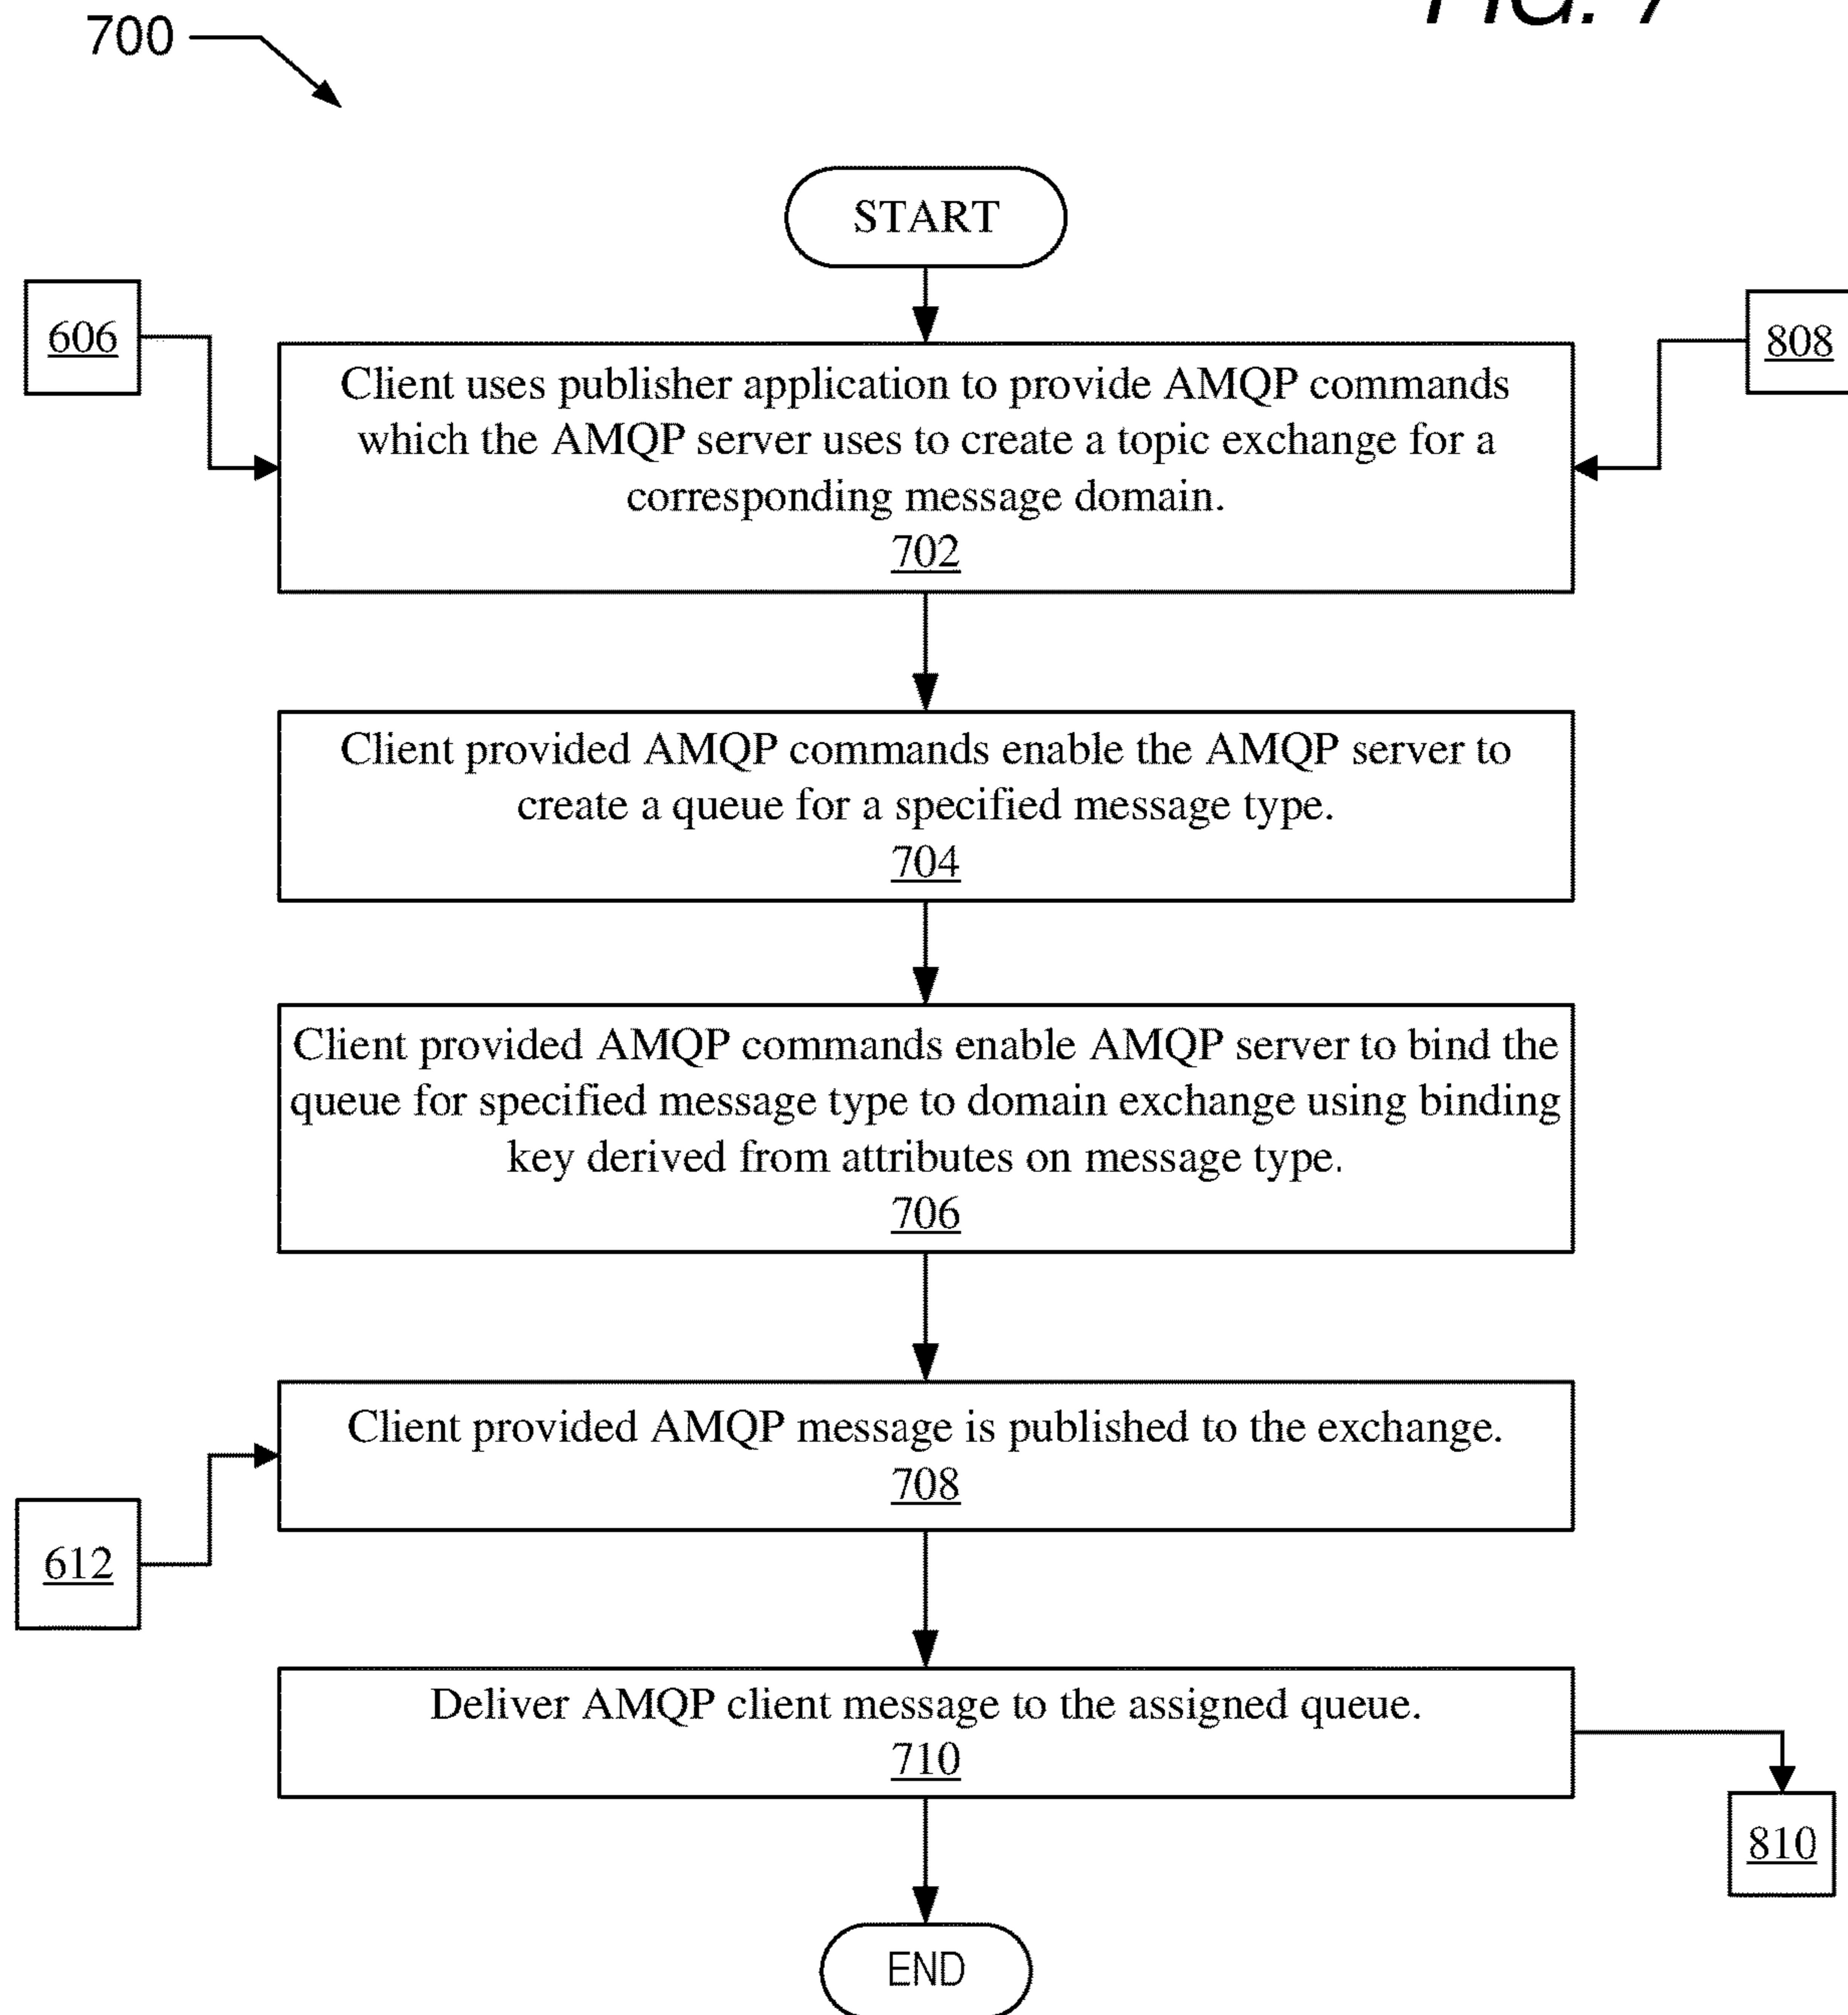 FIG. 7
700
START
606
808
Client uses publisher application to provide AMQP commands
which the AMQP server uses to create a topic exchange for a
corresponding message domain.
702
Client provided AMQP commands enable the AMQP server to
create a queue for a specified message type.
704
Client provided AMQP commands enable AMQP server to bind the
queue for specified message type to domain exchange using binding
key derived from attributes on message type.
706
Client provided AMQP message is published to the exchange.
708
612
Deliver AMQP client message to the assigned queue.
710
810
END